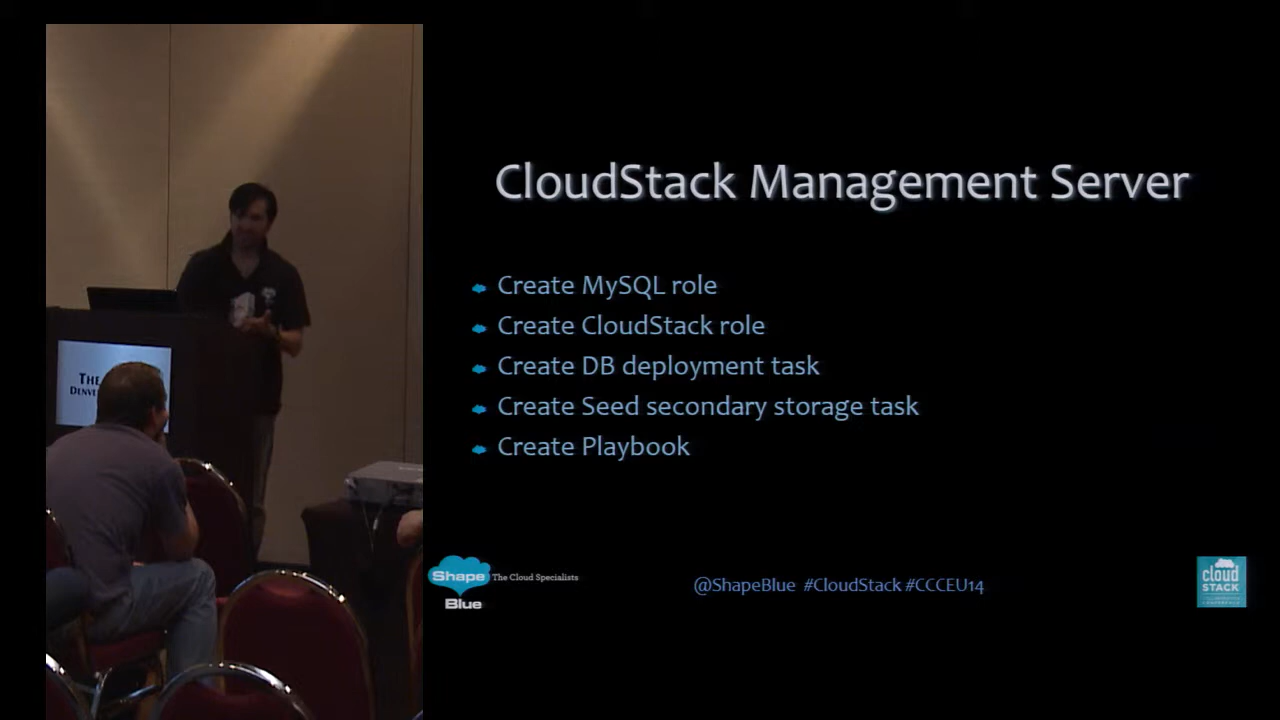 CloudStack Management Server
Create MySQL role
Create CloudStack role
Create DB deployment task
Create Seed secondary storage task
Create Playbook
THE
Shape
Blue
The Cloud Specialists
@ShapeBlue #CloudStack #CCCEU14
cloud
STACK